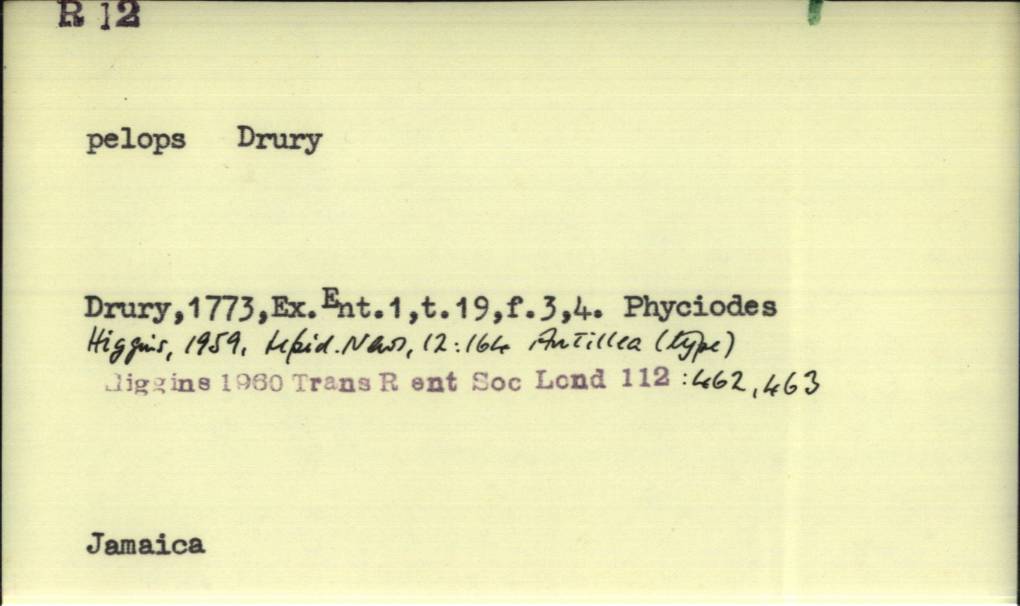 R 12
pelops Drury
Drury,1773,Ex.Ent.1,t.19,f.3,4. Phyciodes
Higgins, 1959. Lepid. News, 12:164 Antillea (type)
Higgins 1960 Trans R ent Soc Lond 112 :462,463
Jamaica